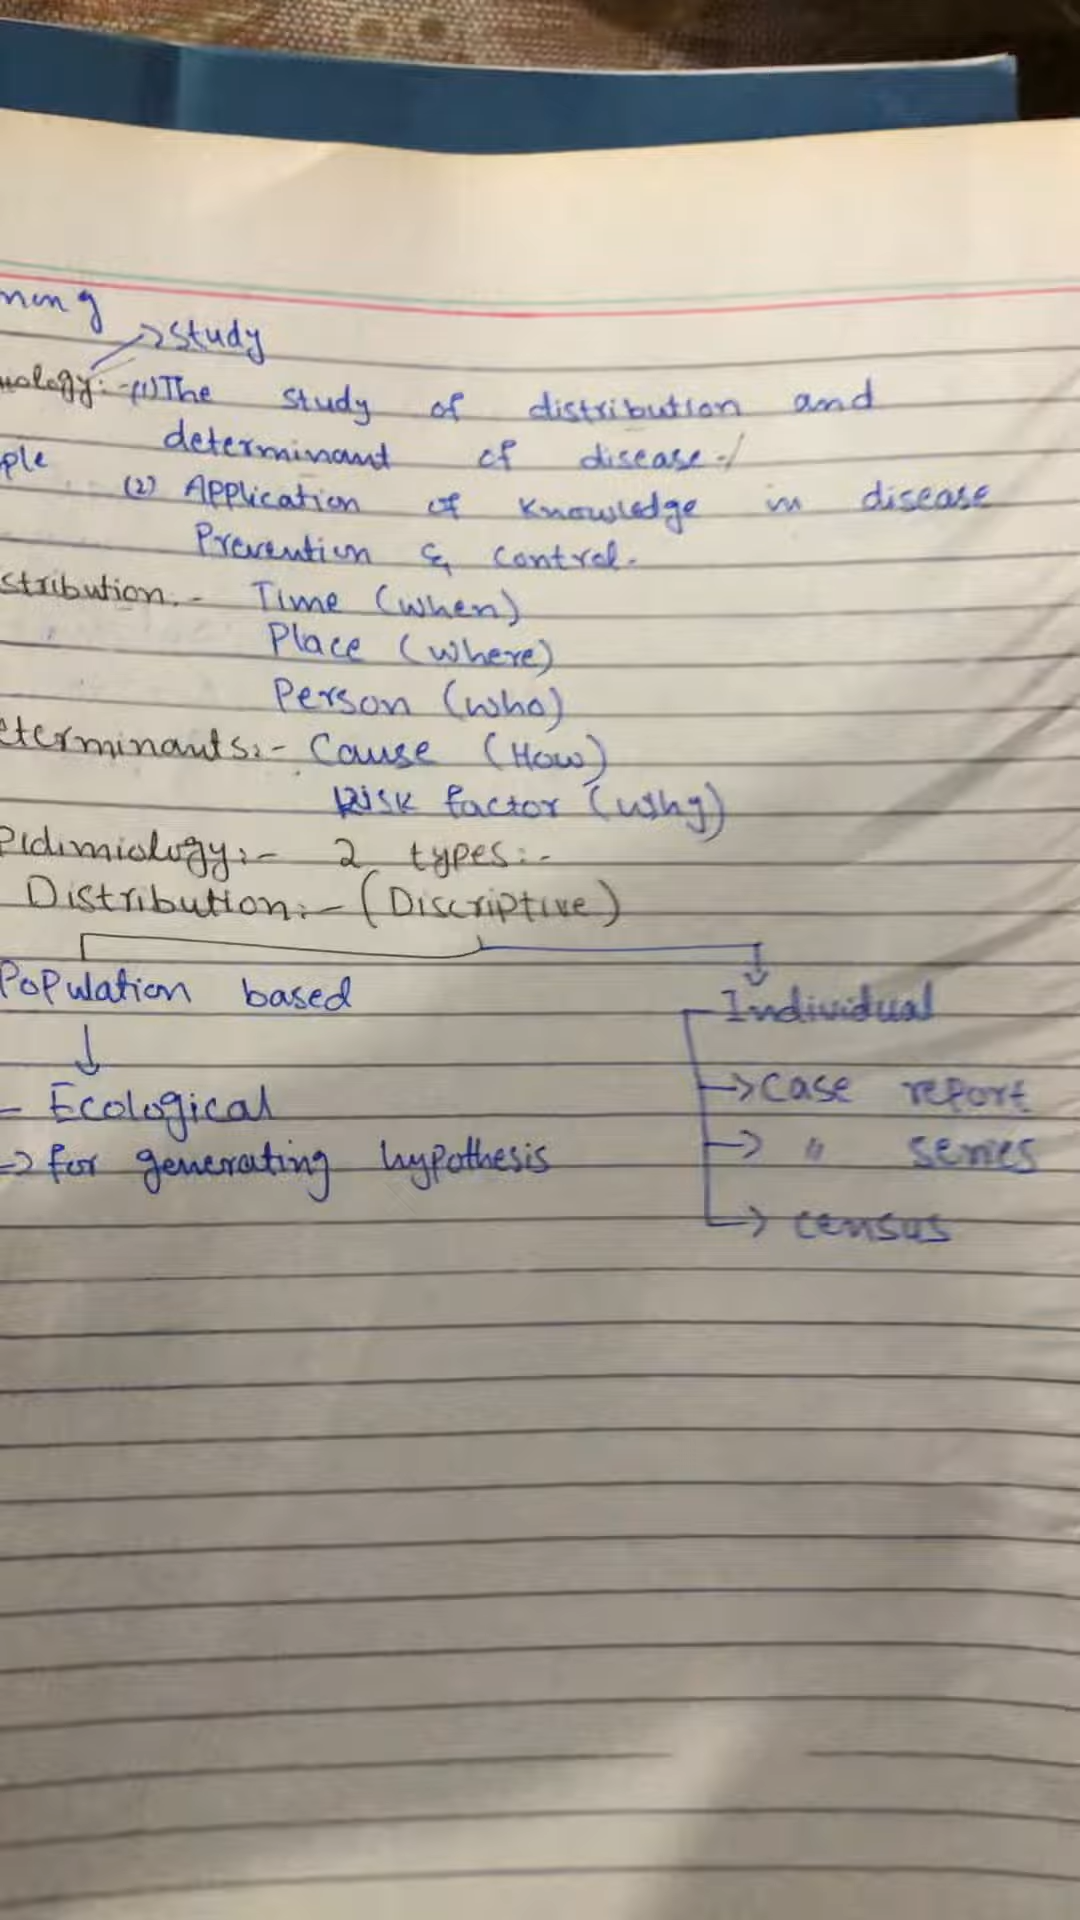 ning
→ Study
iology:-(1) The study of distribution and
determinant of disease.
ple (2) Application of Knowledge in disease
Prevention & Control.
stribution:- Time (when)
Place (where)
Person (who)
eterminants:- Cause (How)
Risk factor (why)
pidimiology:- 2 types:-
Distribution:- (Discriptive)
Population based
Individual
↓
- Ecological
→ for generating hypothesis
→ case report
→ " series
→ census